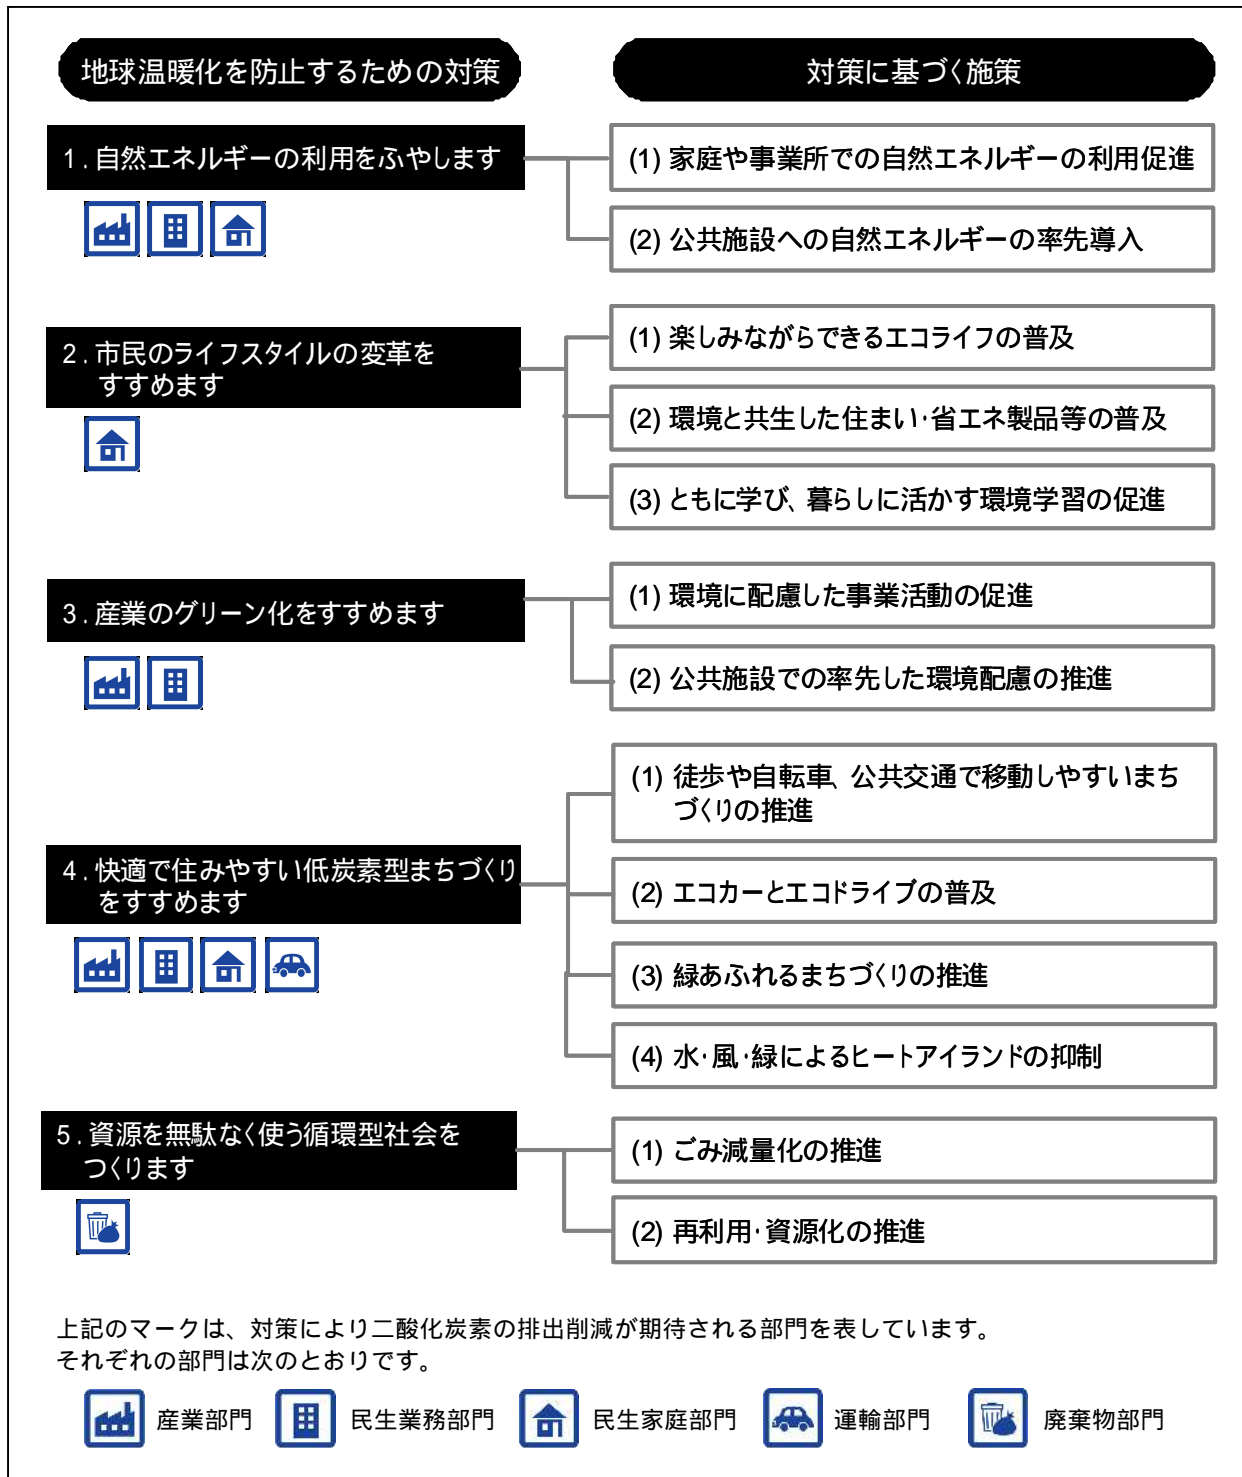 地球温暖化を防止するための対策
対策に基づく施策
1.自然エネルギーの利用をふやします
(1) 家庭や事業所での自然エネルギーの利用促進
(2) 公共施設への自然エネルギーの率先導入
2.市民のライフスタイルの変革を
すすめます
(1) 楽しみながらできるエコライフの普及
(2) 環境と共生した住まい・省エネ製品等の普及
(3) ともに学び、暮らしに活かす環境学習の促進
3.産業のグリーン化をすすめます
(1) 環境に配慮した事業活動の促進
(2) 公共施設での率先した環境配慮の推進
4.快適で住みやすい低炭素型まちづくり
をすすめます
(1) 徒歩や自転車、公共交通で移動しやすいまち
づくりの推進
(2) エコカーとエコドライブの普及
(3) 緑あふれるまちづくりの推進
(4) 水・風・緑によるヒートアイランドの抑制
5.資源を無駄なく使う循環型社会を
つくります
(1) ごみ減量化の推進
(2) 再利用・資源化の推進
上記のマークは、対策により二酸化炭素の排出削減が期待される部門を表しています。
それぞれの部門は次のとおりです。
産業部門 民生業務部門 民生家庭部門 運輸部門 廃棄物部門